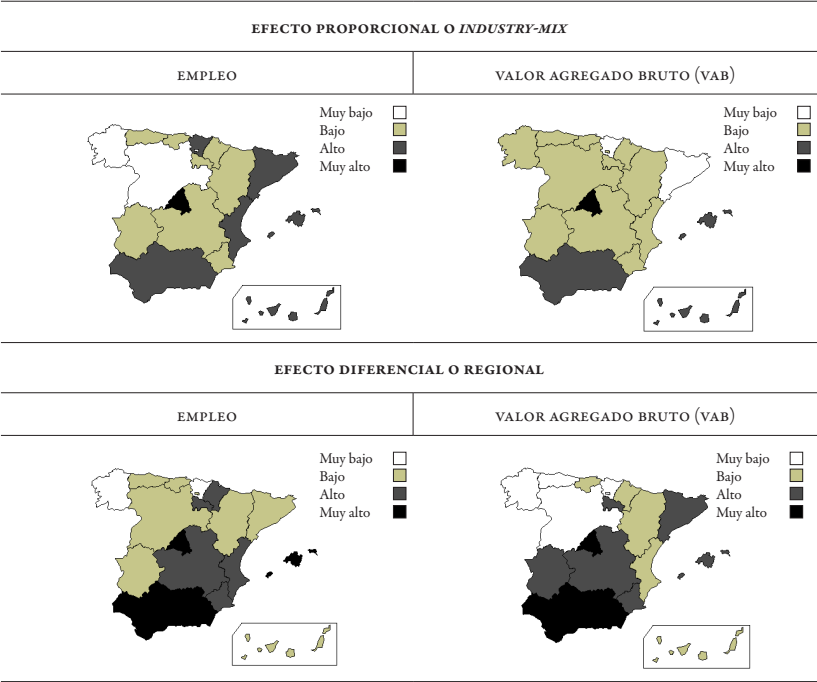 EFECTO PROPORCIONAL O INDUSTRY-MIX
EMPLEO
VALOR AGREGADO BRUTO (VAB)
Muy bajo
Bajo
Alto
Muy alto
Muy bajo
Bajo
Alto
Muy alto
EFECTO DIFERENCIAL O REGIONAL
EMPLEO
VALOR AGREGADO BRUTO (VAB)
Muy bajo
Bajo
Alto
Muy alto
Muy bajo
Bajo
Alto
Muy alto